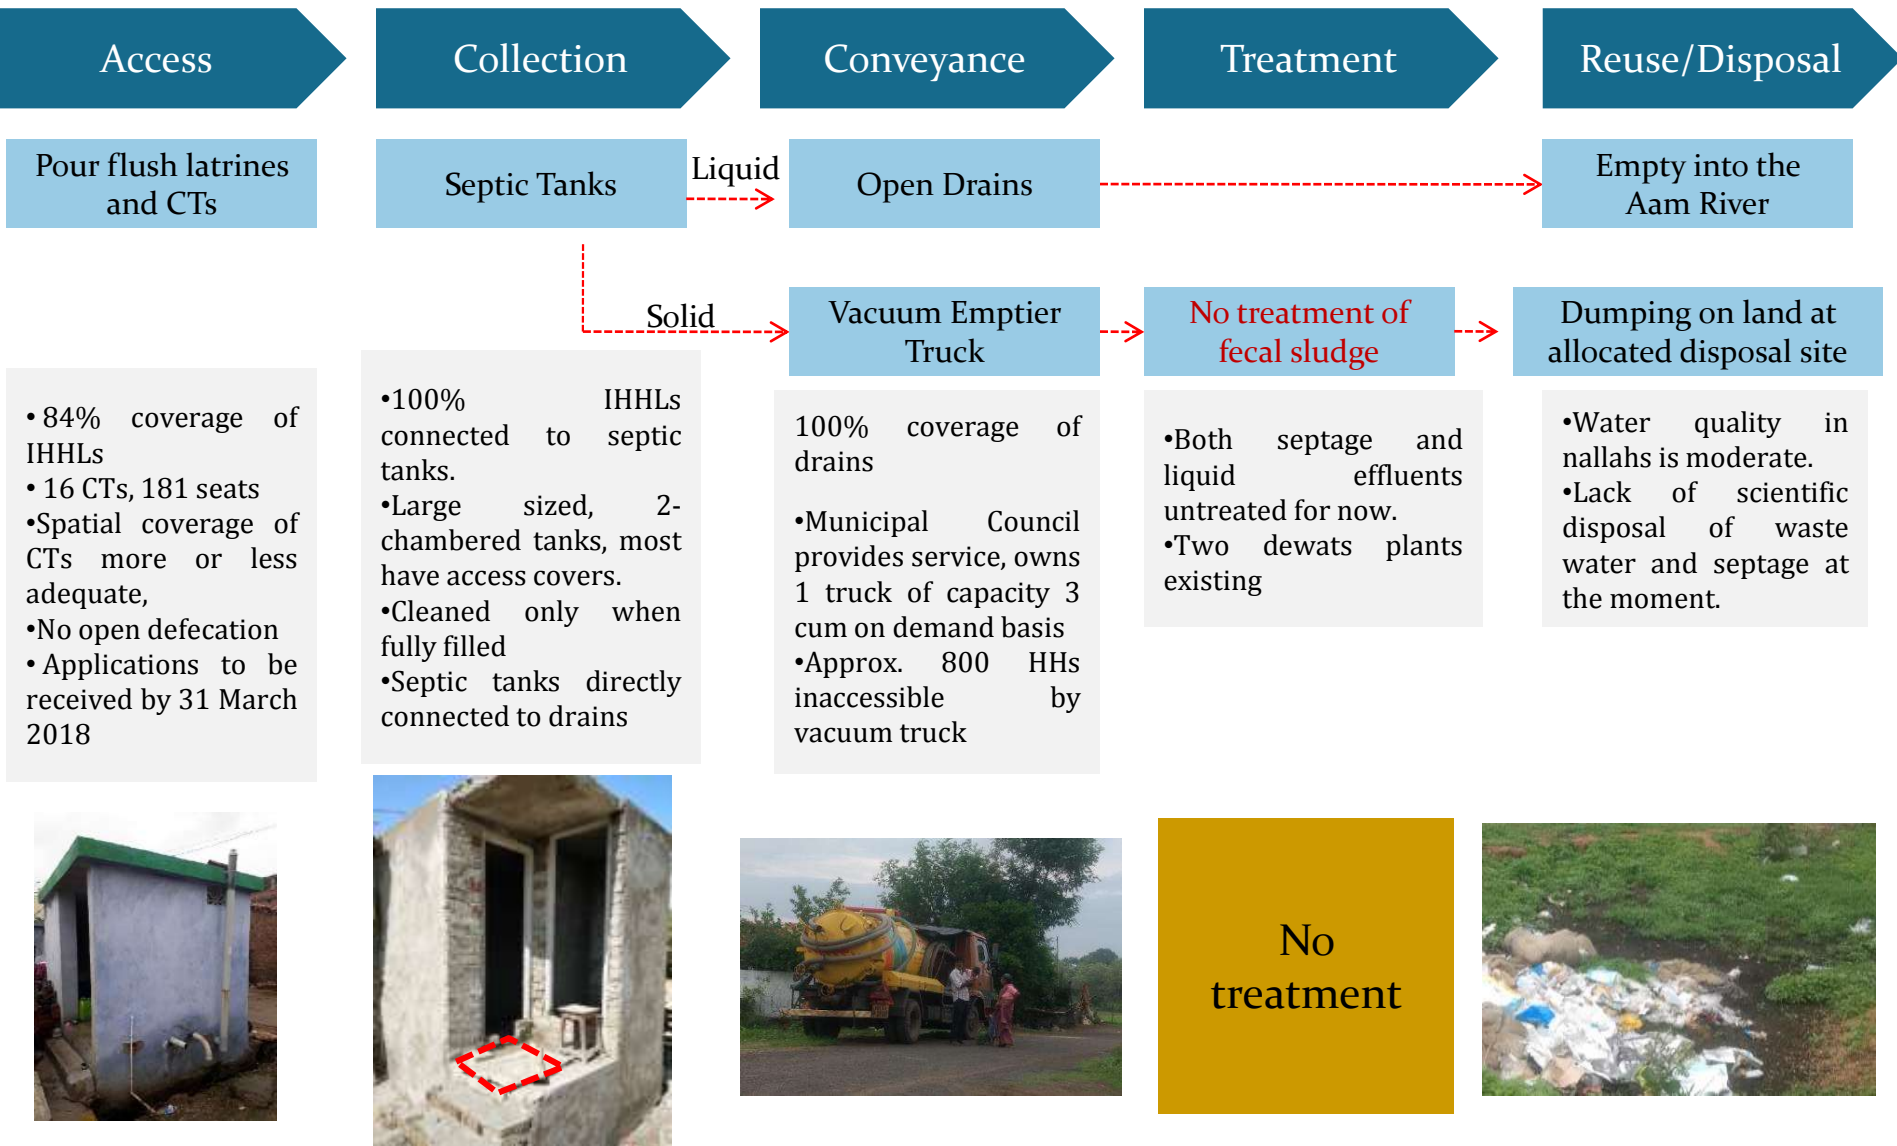 Access
Collection
Conveyance
Treatment
Reuse/Disposal
Pour flush latrines
and CTs
Septic Tanks
Liquid
Open Drains
Empty into the
Aam River
Solid
Vacuum Emptier
Truck
No treatment of
fecal sludge
Dumping on land at
allocated disposal site
• 84% coverage of
IHHLs
• 16 CTs, 181 seats
•Spatial coverage of
CTs more or less
adequate,
•No open defecation
• Applications to be
received by 31 March
2018
•100% IHHLs
connected to septic
tanks.
•Large sized, 2-
chambered tanks, most
have access covers.
•Cleaned only when
fully filled
•Septic tanks directly
connected to drains
100% coverage of
drains
•Municipal Council
provides service, owns
1 truck of capacity 3
cum on demand basis
•Approx. 800 HHs
inaccessible by
vacuum truck
•Both septage and
liquid effluents
untreated for now.
•Two dewats plants
existing
•Water quality in
nallahs is moderate.
•Lack of scientific
disposal of waste
water and septage at
the moment.
No
treatment